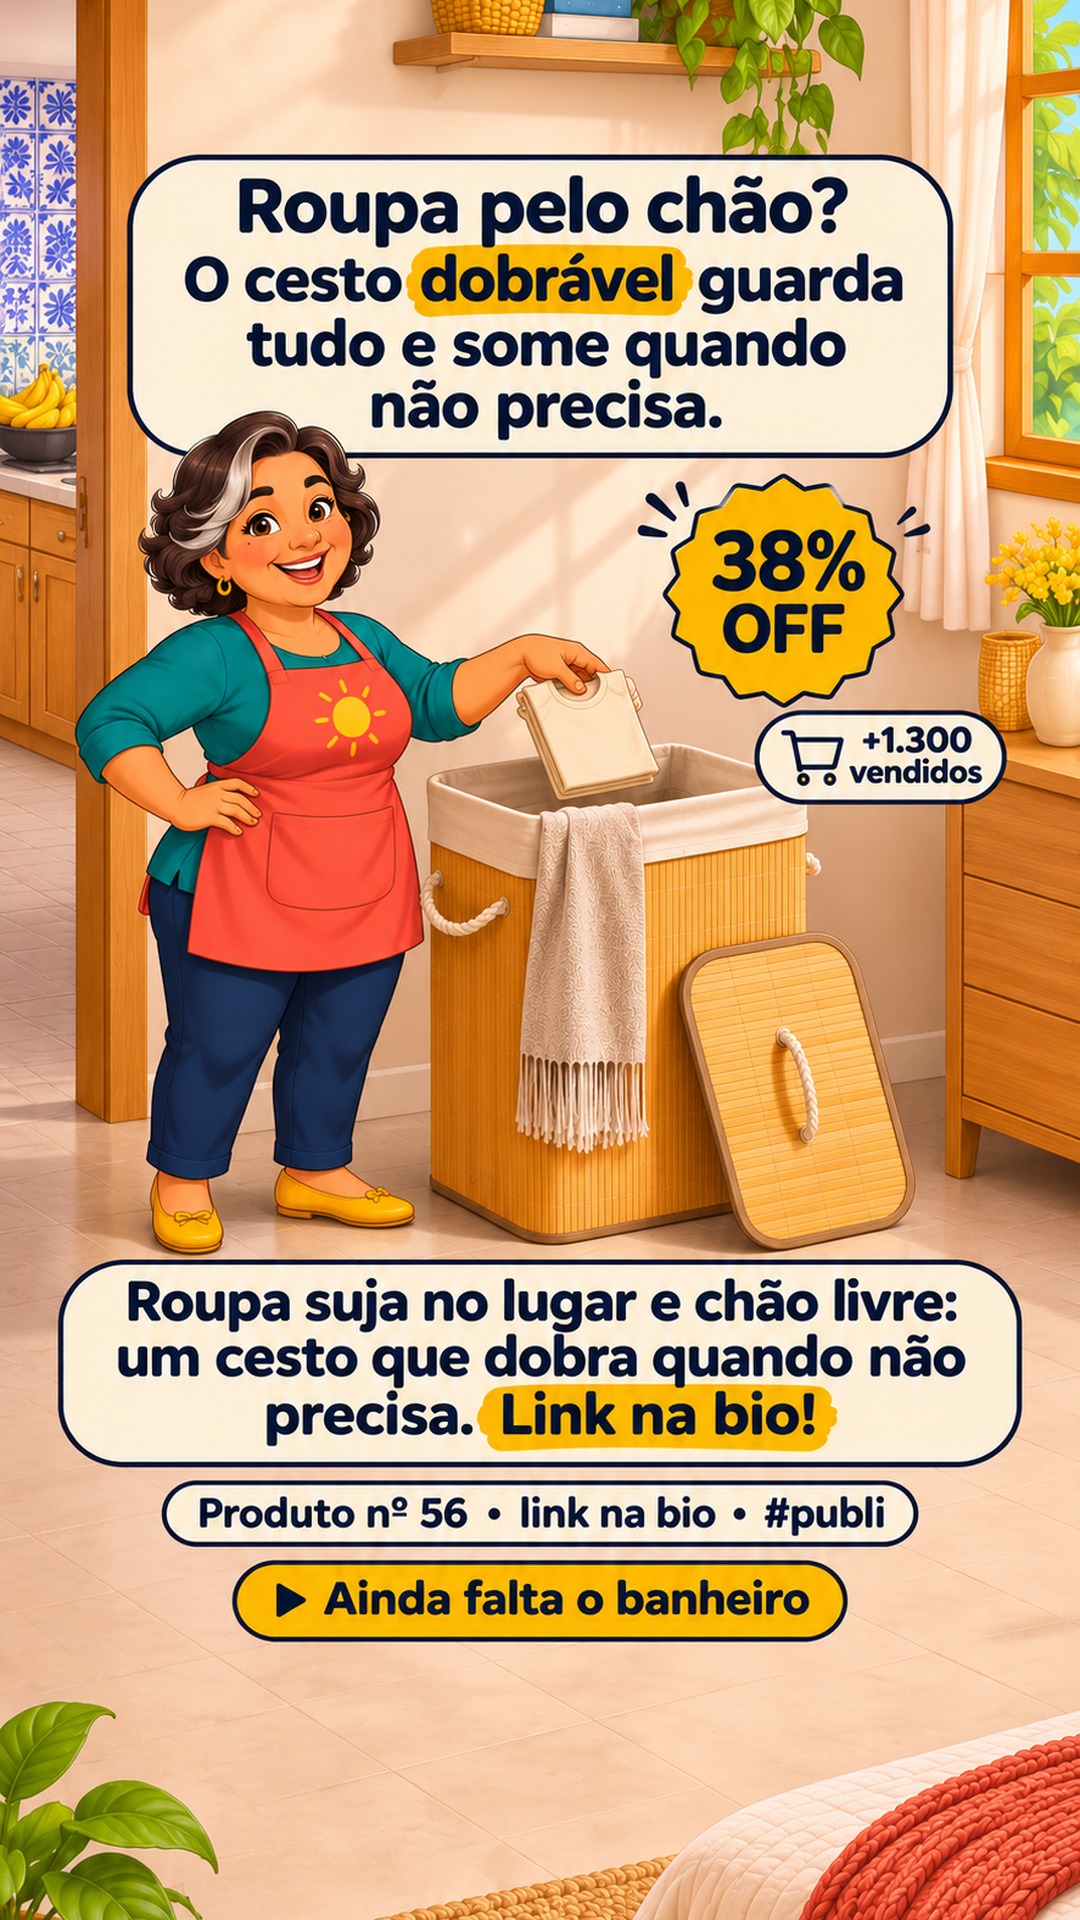 Roupa pelo chão?
O cesto dobrável guarda
tudo e some quando
não precisa.
38%
OFF
+1.300
vendidos
Roupa suja no lugar e chão livre:
um cesto que dobra quando não
precisa. Link na bio!
Produto nº 56 • link na bio • #publi
Ainda falta o banheiro